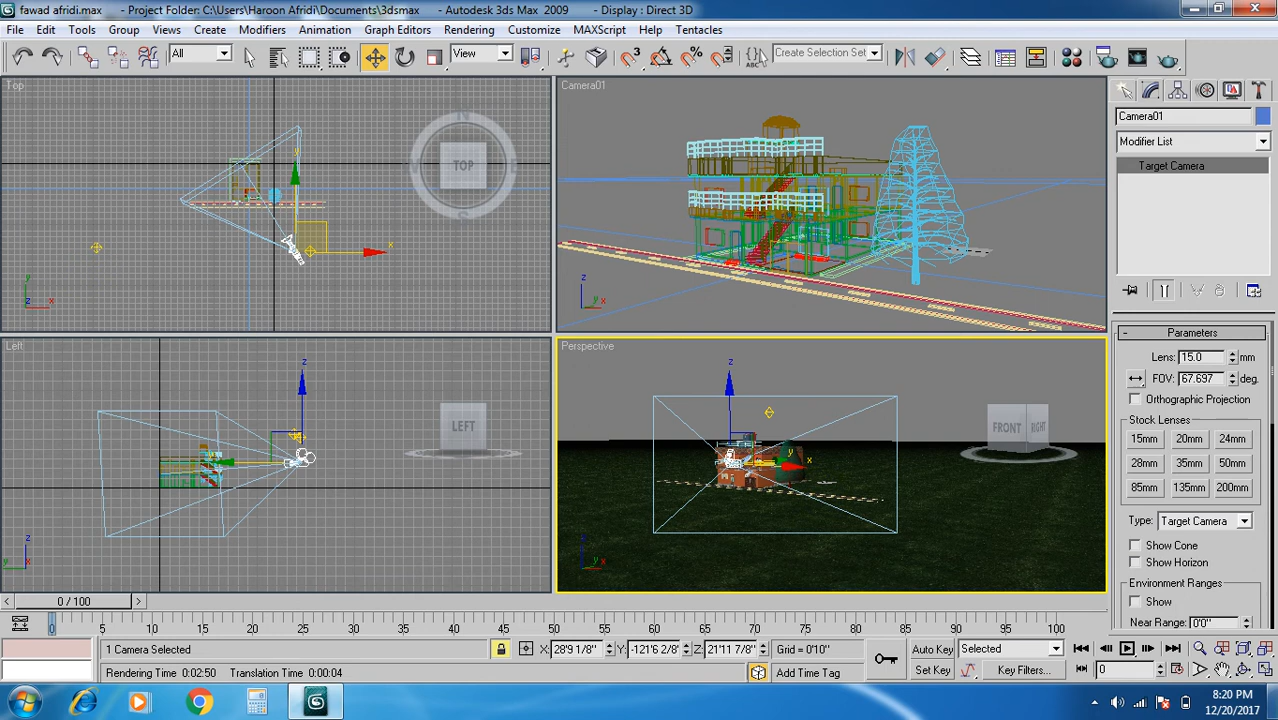 fawad afridi.max - Project Folder: C:\Users\Haroon Afridi\Documents\3dsmax - Autodesk 3ds Max 2009 - Display : Direct 3D
File Edit Tools Group Views Create Modifiers Animation Graph Editors Rendering Customize MAXScript Help Tentacles
All View 3 ABC Create Selection Set
Top
N
TOP
S
y
x
z
Camera01
z
y
x
Camera01
Modifier List
Target Camera
Left
z
LEFT
z
y
x
Perspective
z
y
x
FRONT
RIGHT
z
x
Parameters
Lens: 15.0 mm
FOV: 67.697 deg.
Orthographic Projection
Stock Lenses
15mm 20mm 24mm
28mm 35mm 50mm
85mm 135mm 200mm
Type: Target Camera
Show Cone
Show Horizon
Environment Ranges
Show
Near Range: 0'0"
0 / 100
0 5 10 15 20 25 30 35 40 45 50 55 60 65 70 75 80 85 90 95 100
1 Camera Selected X: 28'9 1/8" Y: -121'6 2/8" Z: 21'11 7/8" Grid = 0'10" Auto Key Selected
Rendering Time 0:02:50 Translation Time 0:00:04 Add Time Tag Set Key Key Filters... 0
8:20 PM
12/20/2017